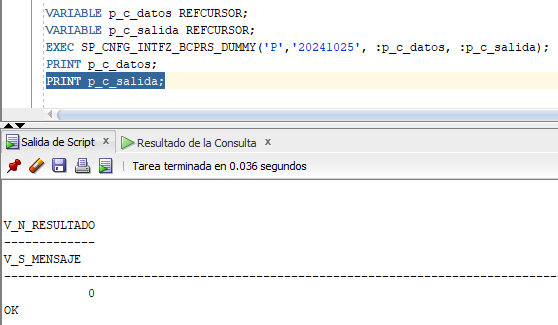 VARIABLE p_c_datos REFCURSOR;
VARIABLE p_c_salida REFCURSOR;
EXEC SP_CNFG_INTFZ_BCPRS_DUMMY('P','20241025', :p_c_datos, :p_c_salida);
PRINT p_c_datos;
PRINT p_c_salida;
Salida de Script x Resultado de la Consulta x
Tarea terminada en 0.036 segundos
V_N_RESULTADO
-------------
V_S_MENSAJE
--------------------------------------------------------------------------------
0
OK